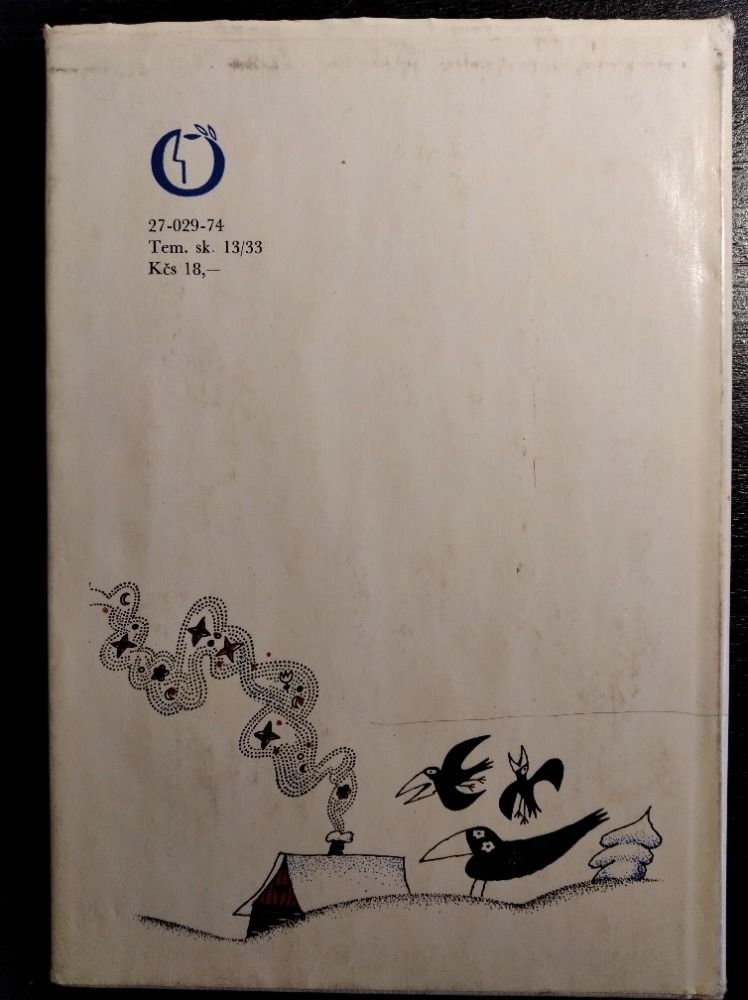 27-029-74
Tem. sk. 13/33
Kčs 18,—